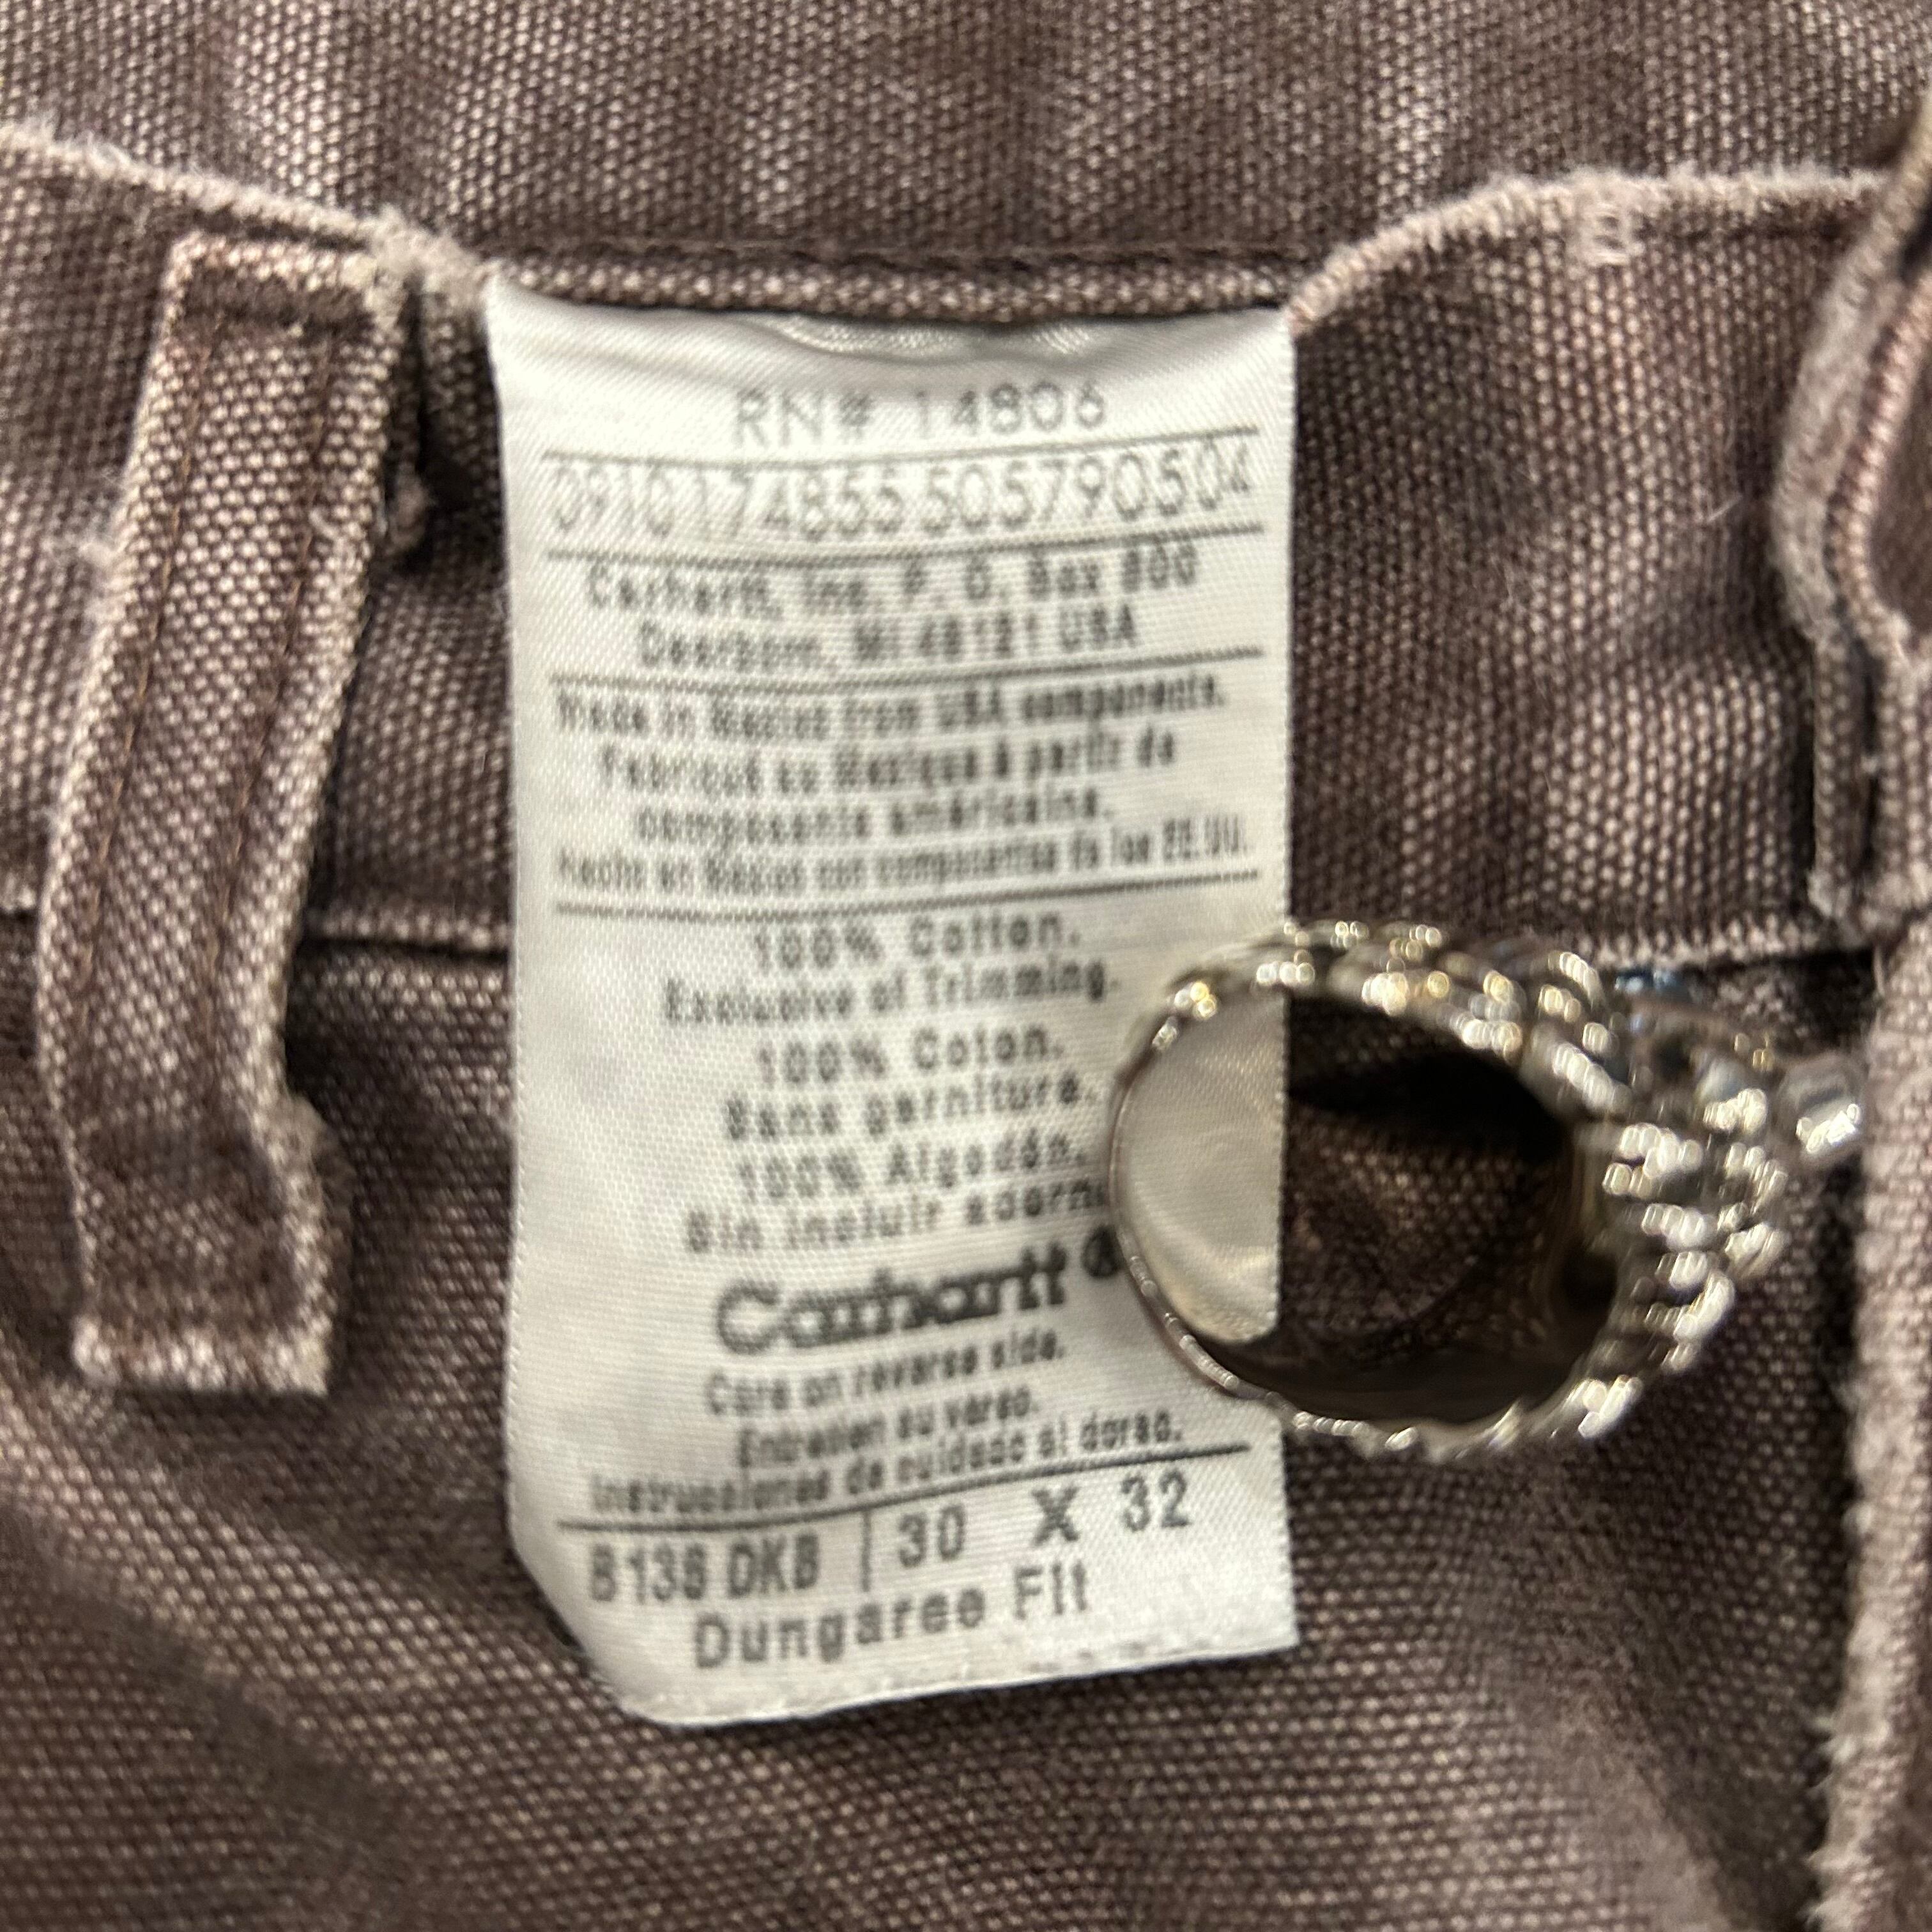 RN# 14806
0910174855 505790504
Carhartt, Inc. P. O. Box 600
Dearborn, MI 48121 USA
Made in Mexico from USA components.
Fabriqué au Mexique à partir de
composants américains.
Hecho en México con componentes de los EE.UU.
100% Cotton.
Exclusive of Trimming.
100% Coton.
Sans garniture.
100% Algodón.
Sin incluir adorn
Carhartt®
Care on reverse side.
Entretien au verso.
Instrucciones de cuidado al dorso.
B136 DKB | 30 X 32
Dungaree Fit